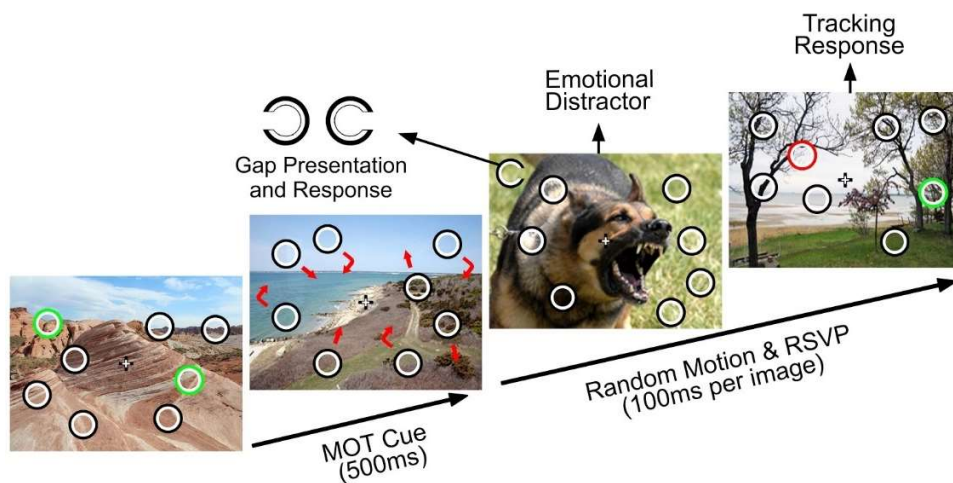 Gap Presentation
and Response
MOT Cue
(500ms)
Emotional
Distractor
Random Motion & RSVP
(100ms per image)
Tracking
Response